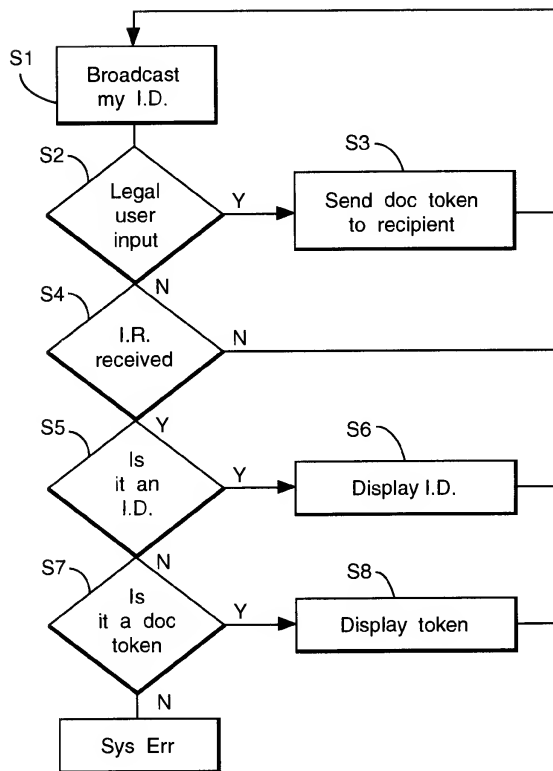 S1
Broadcast
my I.D.
S2
Legal
user
input
Y
N
S3
Send doc token
to recipient
S4
I.R.
received
N
Y
S5
Is
it an
I.D.
Y
N
S6
Display I.D.
S7
Is
it a doc
token
Y
N
S8
Display token
Sys Err